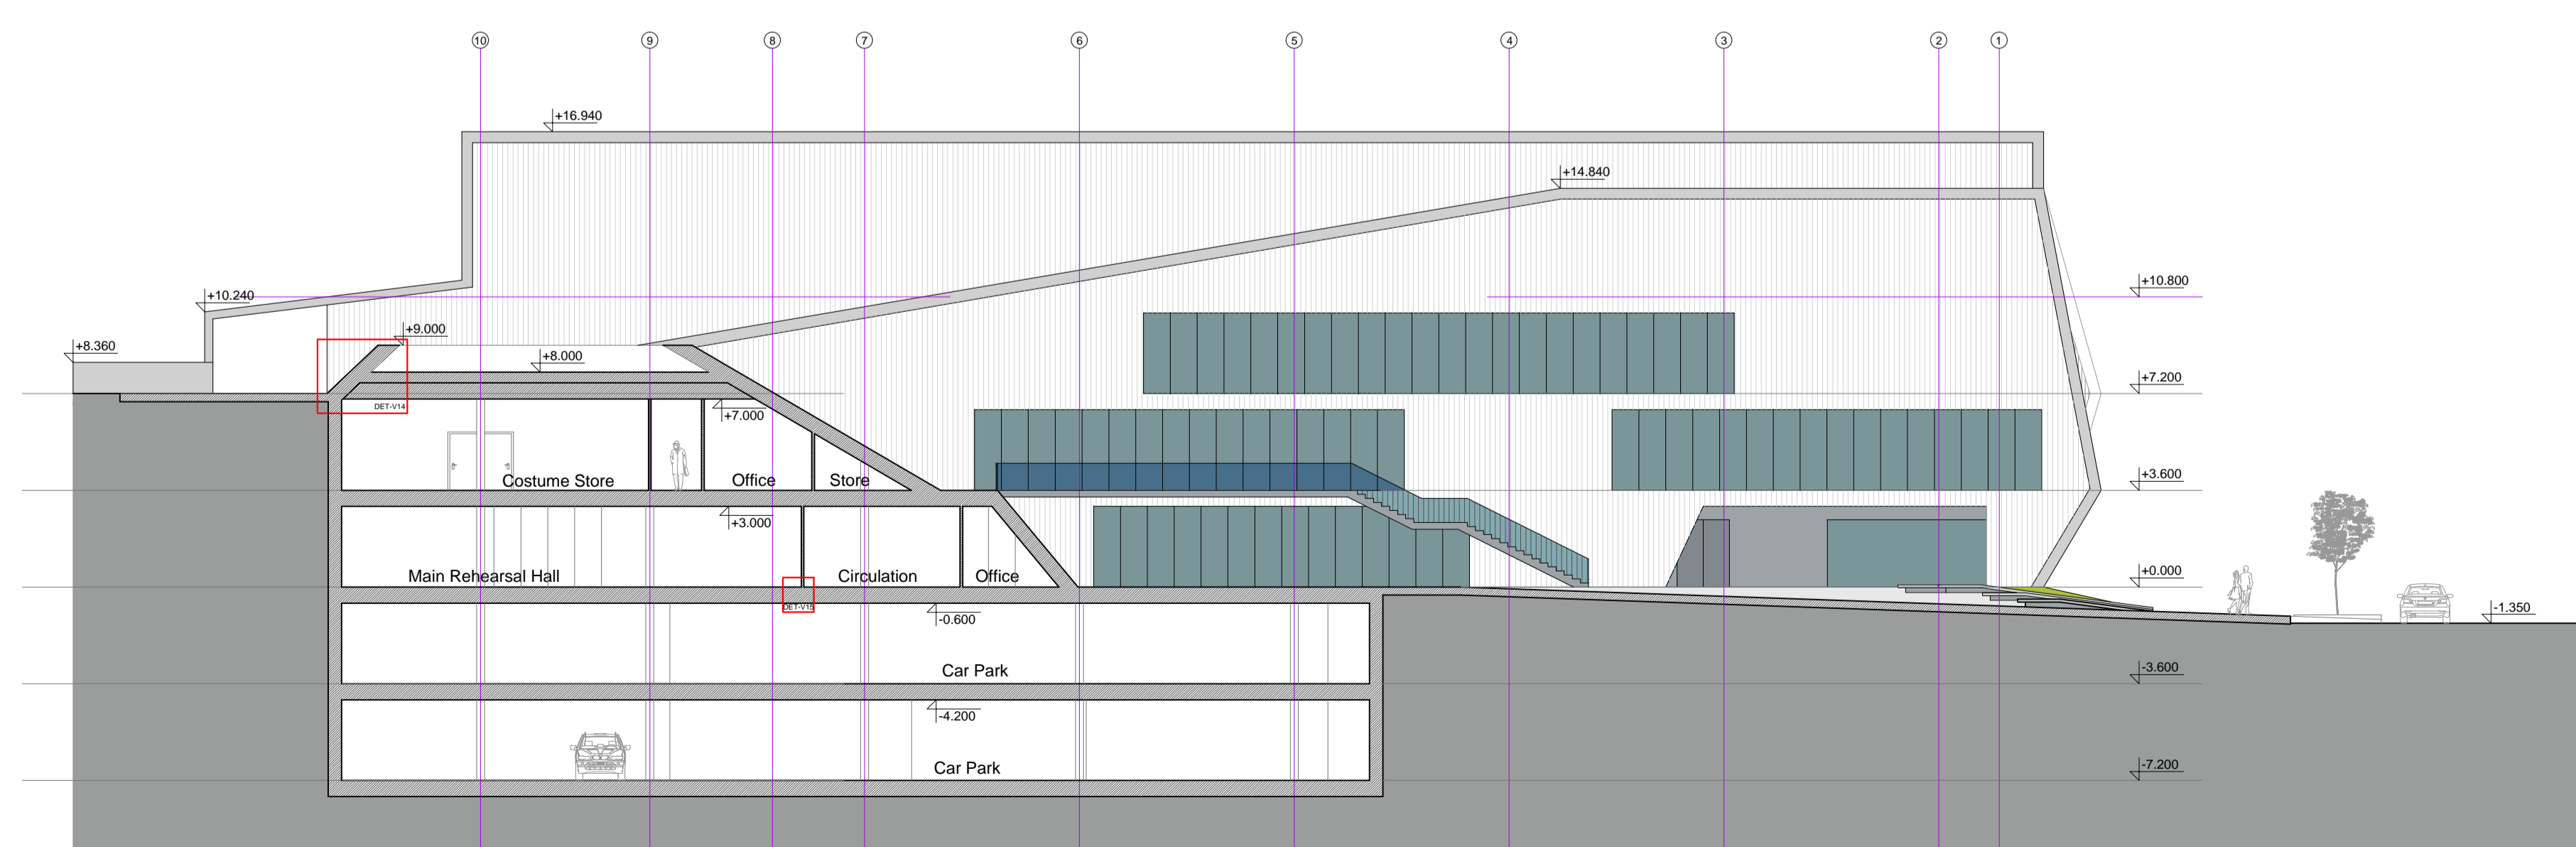 10 9 8 7 6 5 4 3 2 1
+16.940
+14.840
+10.800
+10.240
+9.000
+8.360
+8.000
+7.200
DET-V14
+7.000
+3.600
Costume Store
Office
Store
+3.000
+0.000
Main Rehearsal Hall
Circulation
Office
DET-V15
-1.350
-0.600
-3.600
Car Park
-4.200
-7.200
Car Park